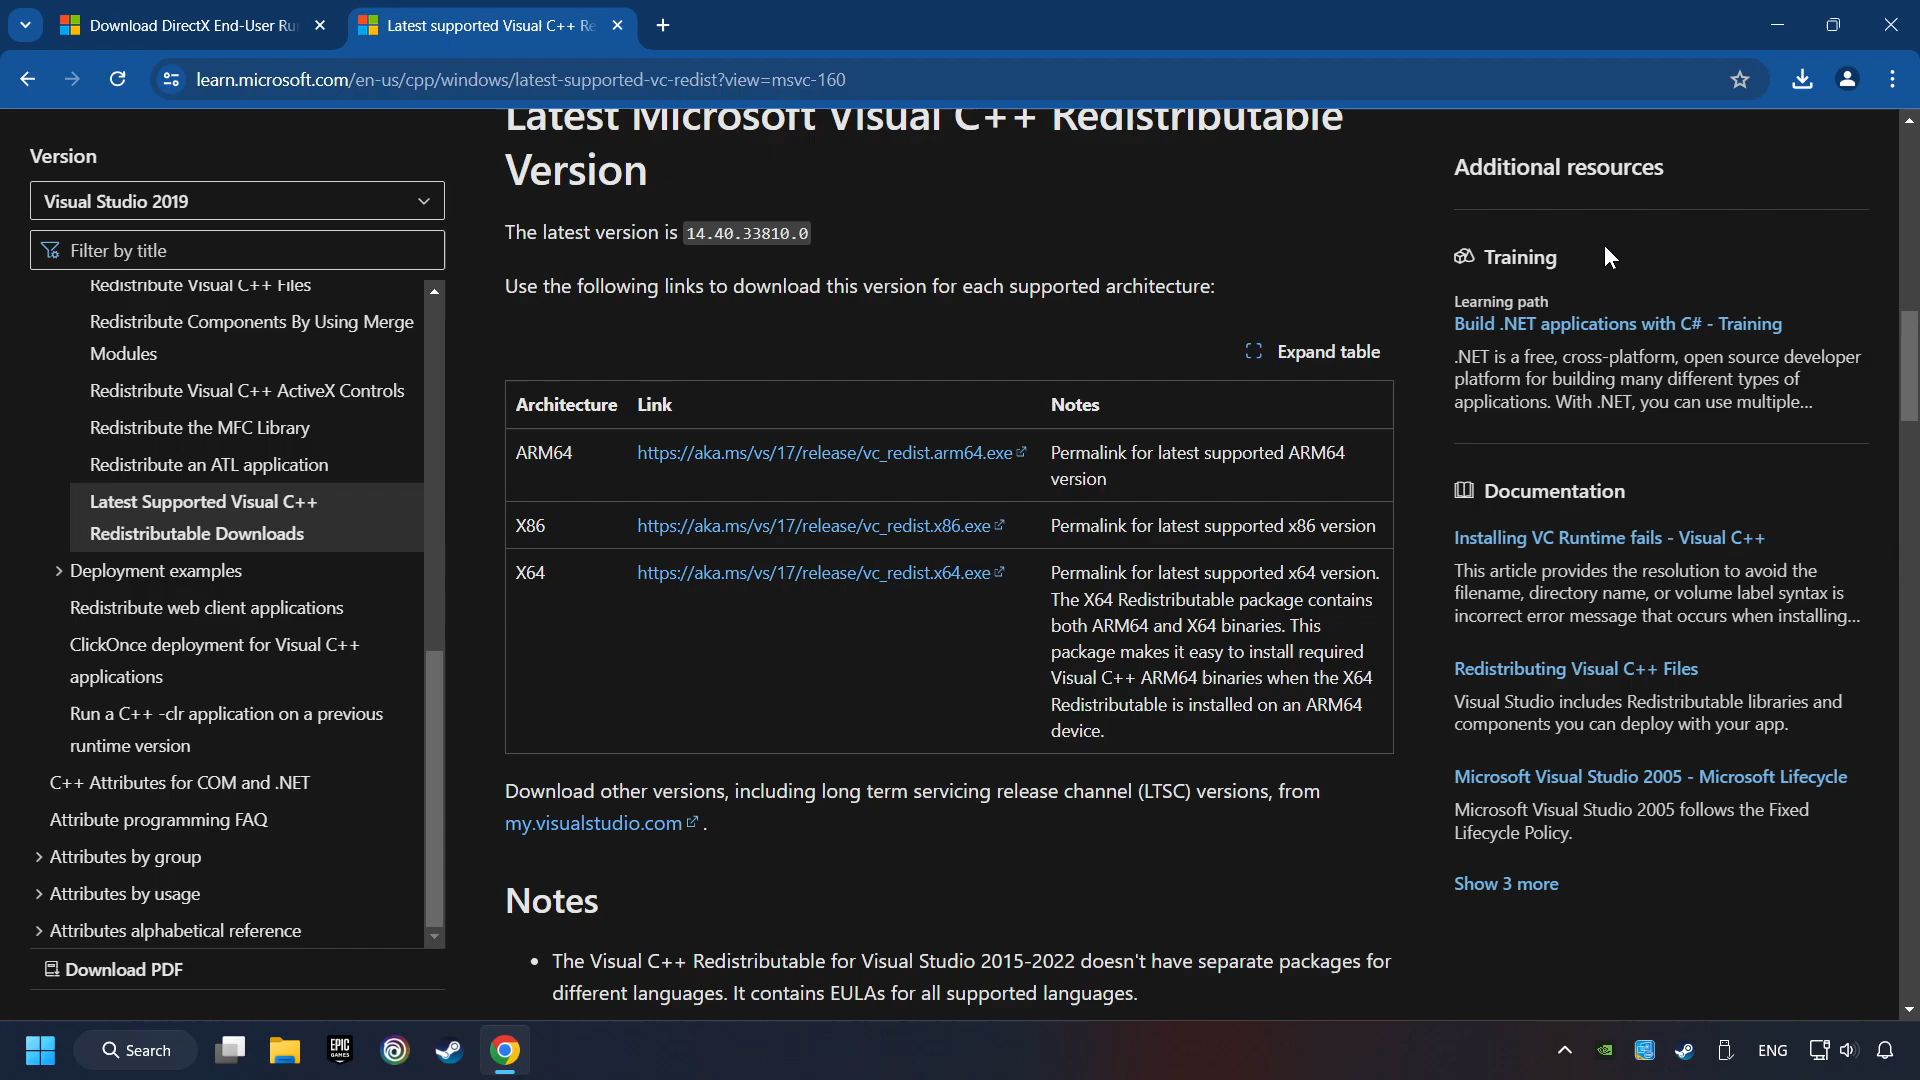 Download DirectX End-User Ru
Latest supported Visual C++ Re
learn.microsoft.com/en-us/cpp/windows/latest-supported-vc-redist?view=msvc-160
Version
Visual Studio 2019
Filter by title
Redistribute Visual C++ Files
Redistribute Components By Using Merge
Modules
Redistribute Visual C++ ActiveX Controls
Redistribute the MFC Library
Redistribute an ATL application
Latest Supported Visual C++
Redistributable Downloads
Deployment examples
Redistribute web client applications
ClickOnce deployment for Visual C++
applications
Run a C++ -clr application on a previous
runtime version
C++ Attributes for COM and .NET
Attribute programming FAQ
Attributes by group
Attributes by usage
Attributes alphabetical reference
Download PDF
Latest Microsoft Visual C++ Redistributable
Version
The latest version is 14.40.33810.0
Use the following links to download this version for each supported architecture:
Expand table
Architecture Link Notes
ARM64 https://aka.ms/vs/17/release/vc_redist.arm64.exe Permalink for latest supported ARM64
version
X86 https://aka.ms/vs/17/release/vc_redist.x86.exe Permalink for latest supported x86 version
X64 https://aka.ms/vs/17/release/vc_redist.x64.exe Permalink for latest supported x64 version.
The X64 Redistributable package contains
both ARM64 and X64 binaries. This
package makes it easy to install required
Visual C++ ARM64 binaries when the X64
Redistributable is installed on an ARM64
device.
Download other versions, including long term servicing release channel (LTSC) versions, from
my.visualstudio.com .
Notes
• The Visual C++ Redistributable for Visual Studio 2015-2022 doesn't have separate packages for
different languages. It contains EULAs for all supported languages.
Additional resources
Training
Learning path
Build .NET applications with C# - Training
.NET is a free, cross-platform, open source developer
platform for building many different types of
applications. With .NET, you can use multiple...
Documentation
Installing VC Runtime fails - Visual C++
This article provides the resolution to avoid the
filename, directory name, or volume label syntax is
incorrect error message that occurs when installing...
Redistributing Visual C++ Files
Visual Studio includes Redistributable libraries and
components you can deploy with your app.
Microsoft Visual Studio 2005 - Microsoft Lifecycle
Microsoft Visual Studio 2005 follows the Fixed
Lifecycle Policy.
Show 3 more
Search
EPIC
GAMES
ENG